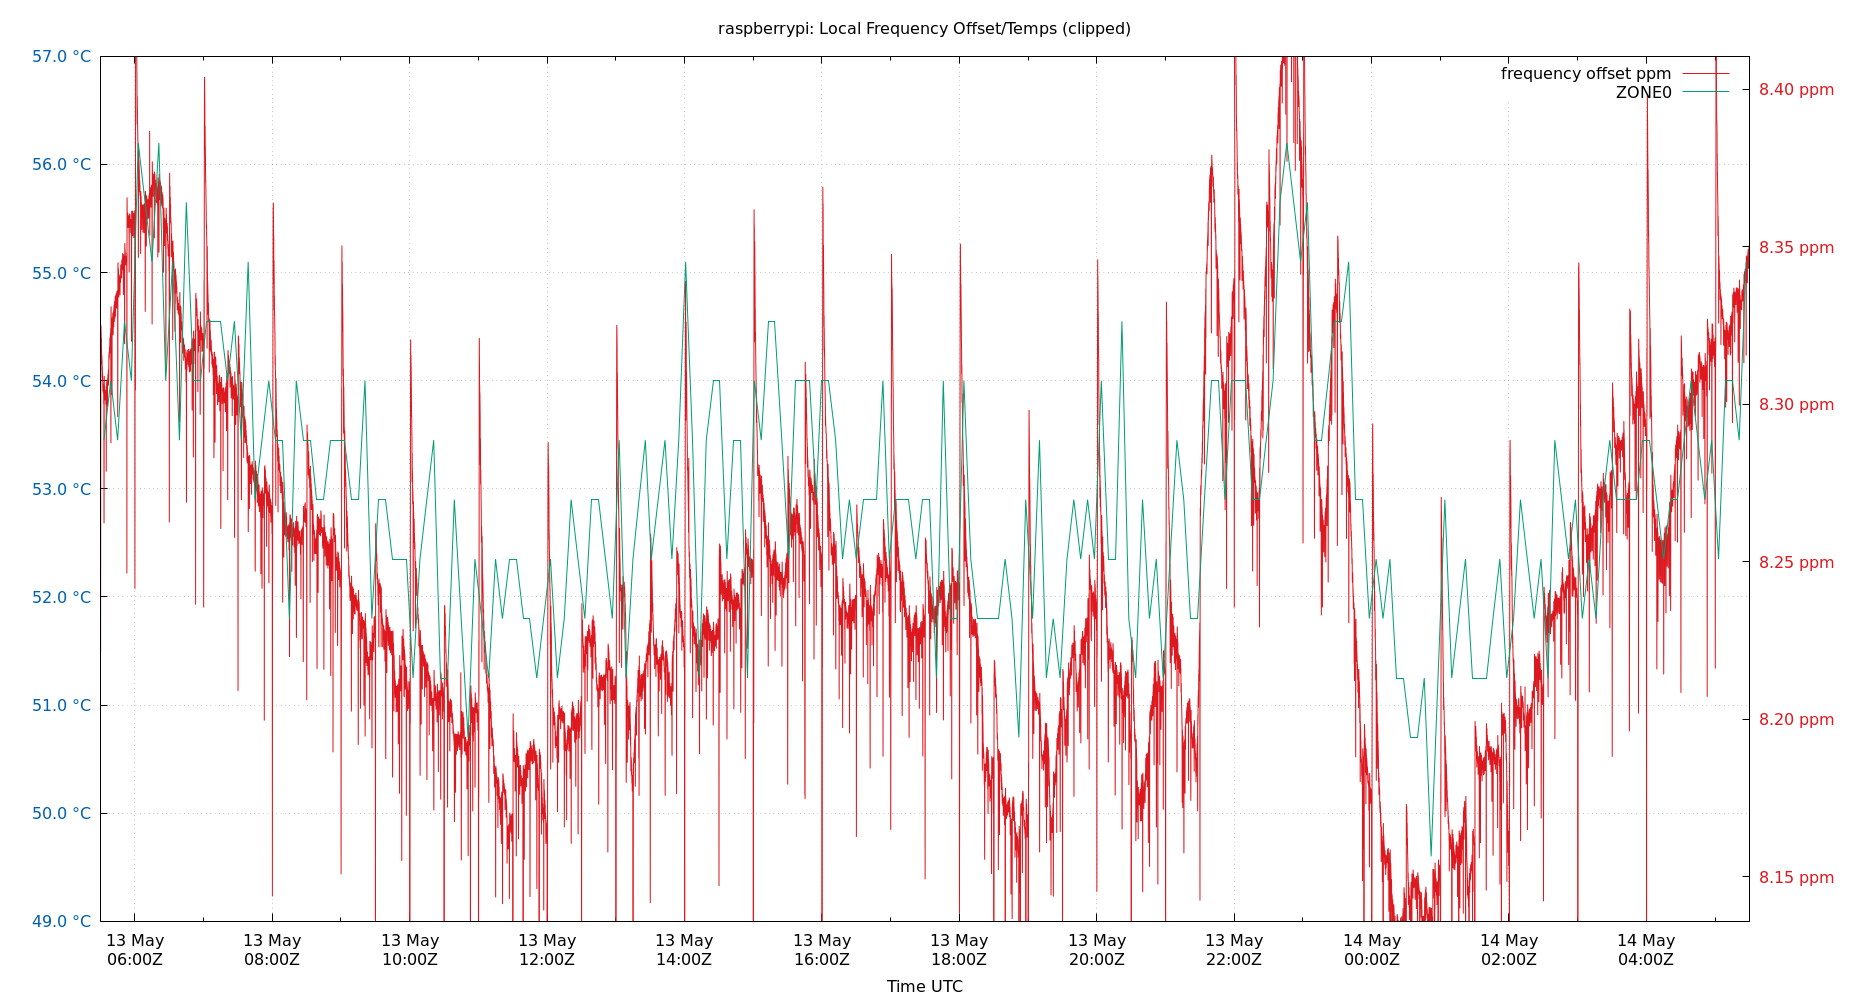 raspberrypi: Local Frequency Offset/Temps (clipped)
57.0 °C
56.0 °C
55.0 °C
54.0 °C
53.0 °C
52.0 °C
51.0 °C
50.0 °C
49.0 °C
frequency offset ppm
ZONE0
8.40 ppm
8.35 ppm
8.30 ppm
8.25 ppm
8.20 ppm
8.15 ppm
13 May 13 May 13 May 13 May 13 May 13 May 13 May 13 May 13 May 14 May 14 May 14 May
06:00Z 08:00Z 10:00Z 12:00Z 14:00Z 16:00Z 18:00Z 20:00Z 22:00Z 00:00Z 02:00Z 04:00Z
Time UTC